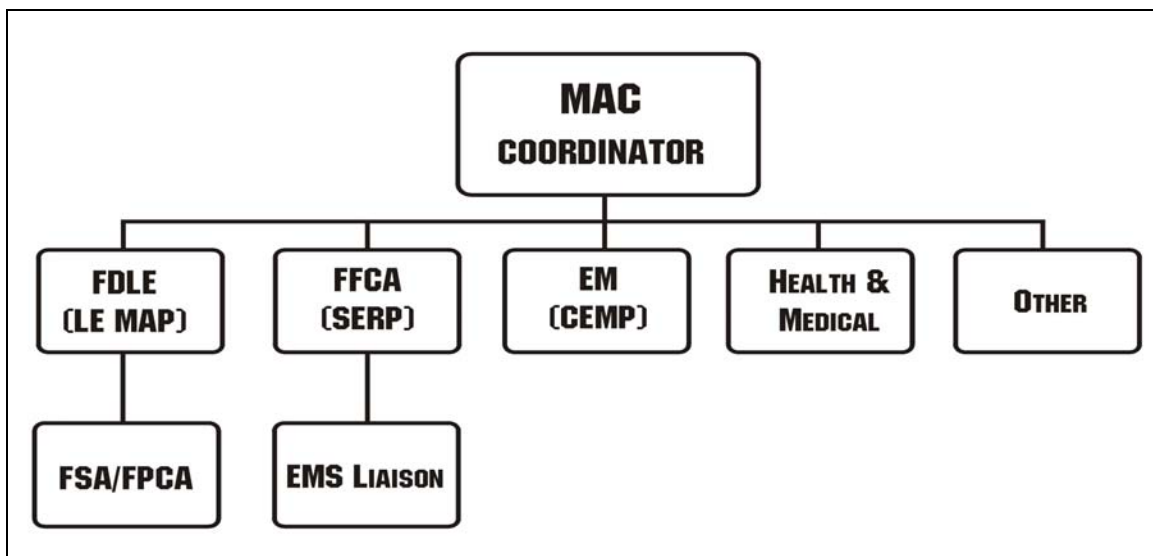 MAC
COORDINATOR
FDLE
(LE MAP)
FFCA
(SERP)
EM
(CEMP)
HEALTH &
MEDICAL
OTHER
FSA/FPCA
EMS LIAISON